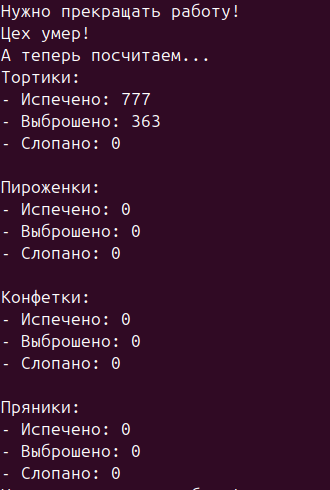 Нужно прекращать работу!
Цех умер!
А теперь посчитаем...
Тортики:
- Испечено: 777
- Выброшено: 363
- Слопано: 0
Пироженки:
- Испечено: 0
- Выброшено: 0
- Слопано: 0
Конфетки:
- Испечено: 0
- Выброшено: 0
- Слопано: 0
Пряники:
- Испечено: 0
- Выброшено: 0
- Слопано: 0